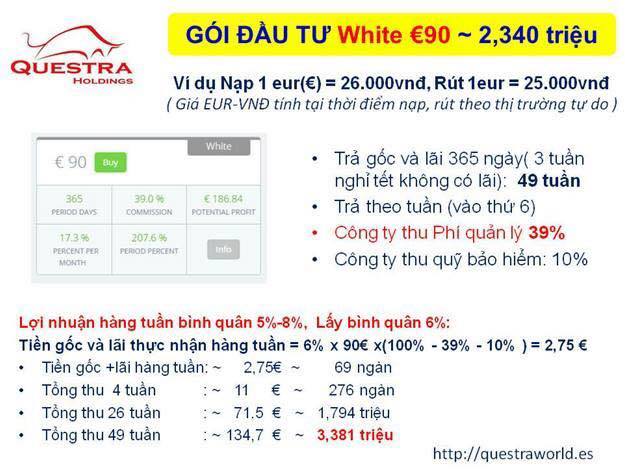 QUESTRA
HOLDINGS
GÓI ĐẦU TƯ White €90 ~ 2,340 triệu
Ví dụ Nạp 1 eur(€) = 26.000vnđ, Rút 1eur = 25.000vnđ
( Giá EUR-VNĐ tính tại thời điểm nạp, rút theo thị trường tự do )
White
€ 90 Buy
365 39.0 % € 186.84
PERIOD DAYS COMMISSION POTENTIAL PROFIT
17.3 % 207.6 % Info
PERCENT PER MONTH PERIOD PERCENT
• Trả gốc và lãi 365 ngày( 3 tuần
nghỉ tết không có lãi): 49 tuần
• Trả theo tuần (vào thứ 6)
• Công ty thu Phí quản lý 39%
• Công ty thu quỹ bảo hiểm: 10%
Lợi nhuận hàng tuần bình quân 5%-8%, Lấy bình quân 6%:
Tiền gốc và lãi thực nhận hàng tuần = 6% x 90€ x(100% - 39% - 10% ) = 2,75 €
• Tiền gốc +lãi hàng tuần: ~ 2,75€ ~ 69 ngàn
• Tổng thu 4 tuần : ~ 11 € ~ 276 ngàn
• Tổng thu 26 tuần : ~ 71.5 € ~ 1,794 triệu
• Tổng thu 49 tuần : ~ 134,7 € ~ 3,381 triệu
http://questraworld.es